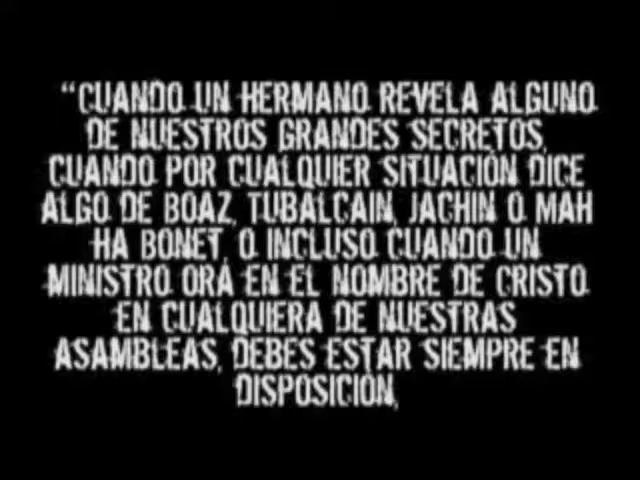 “CUANDO UN HERMANO REVELA ALGUNO
DE NUESTROS GRANDES SECRETOS,
CUANDO POR CUALQUIER SITUACIÓN DICE
ALGO DE BOAZ, TUBALCAIN, JACHIN O MAH
HA BONET, O INCLUSO CUANDO UN
MINISTRO ORA EN EL NOMBRE DE CRISTO
EN CUALQUIERA DE NUESTRAS
ASAMBLEAS, DEBES ESTAR SIEMPRE EN
DISPOSICIÓN,